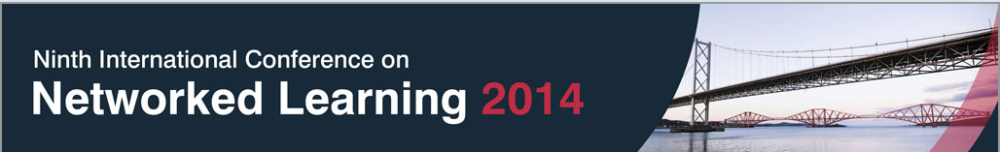 Ninth International Conference on
Networked Learning 2014